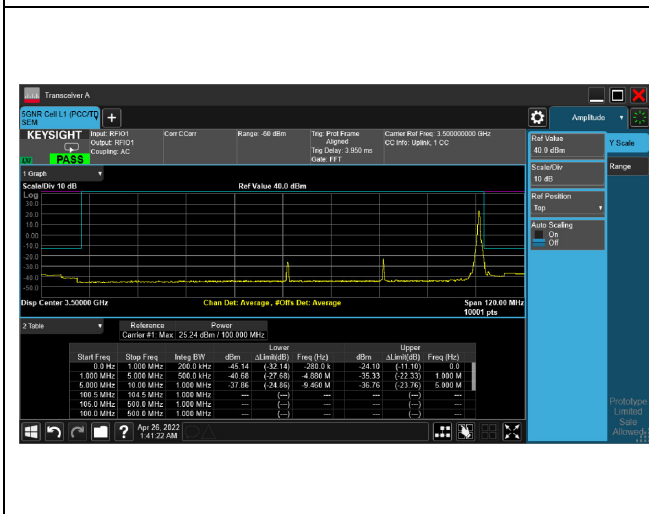 Transceiver A
5GNR Cell L1 (PCC/TD
SEM
Amplitude
KEYSIGHT
Input: RFIO1
Output: RFIO1
Coupling: AC
Corr CCorr
Range: -60 dBm
Trig: Prot Frame
Aligned
Trig Delay: 3.950 ms
Gate: FFT
Carrier Ref Freq: 3.500000000 GHz
CC Info: Uplink, 1 CC
PASS
Ref Value
40.0 dBm
Y Scale
Scale/Div
10 dB
Range
Ref Position
Top
Auto Scaling
On
Off
1 Graph
Scale/Div 10 dB
Ref Value 40.0 dBm
Log
30.0
20.0
10.0
0.00
-10.0
-20.0
-30.0
-40.0
-50.0
Disp Center 3.50000 GHz
Chan Det: Average, #Offs Det: Average
Span 120.00 MHz
10001 pts
2 Table
Reference Power
Carrier #1 Max 25.24 dBm / 100.000 MHz
Lower Upper
Start Freq Stop Freq Integ BW dBm ΔLimit(dB) Freq (Hz) dBm ΔLimit(dB) Freq (Hz)
0.0 Hz 1.000 MHz 200.0 kHz -45.14 (-32.14) -280.0 k -24.10 (-11.10) 0.0
1.000 MHz 5.000 MHz 500.0 kHz -40.68 (-27.68) -4.880 M -35.33 (-22.33) 1.000 M
5.000 MHz 10.00 MHz 1.000 MHz -37.86 (-24.86) -9.460 M -36.76 (-23.76) 5.000 M
100.5 MHz 104.5 MHz 1.000 MHz --- (---) --- --- (---) ---
105.0 MHz 500.0 MHz 1.000 MHz --- (---) --- --- (---) ---
100.0 MHz 500.0 MHz 1.000 MHz --- (---) --- --- (---) ---
Prototype
Limited
Sale
Allowed
Apr 26, 2022
1:41:22 AM